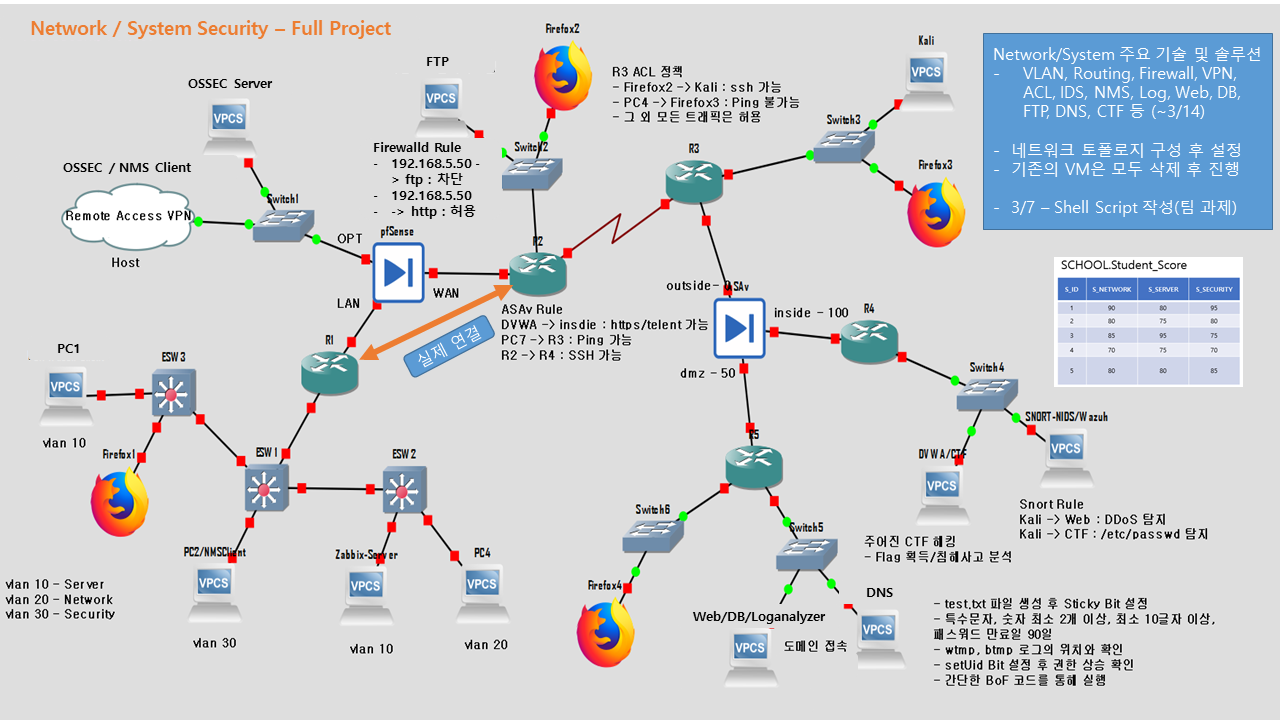 Network / System Security – Full Project
Firefox2
Kali
FTP
OSSEC Server
VPCS
VPCS
VPCS
R3 ACL 정책
- Firefox2 -> Kali : ssh 가능
- PC4 -> Firefox3 : Ping 불가능
- 그 외 모든 트래픽은 허용
Network/System 주요 기술 및 솔루션
- VLAN, Routing, Firewall, VPN,
ACL, IDS, NMS, Log, Web, DB,
FTP, DNS, CTF 등 (~3/14)
- 네트워크 토폴로지 구성 후 설정
- 기존의 VM은 모두 삭제 후 진행
- 3/7 – Shell Script 작성(팀 과제)
Switch3
Switch2
R3
Firefox3
Firewalld Rule
- 192.168.5.50 -
> ftp : 차단
- 192.168.5.50
- -> http : 허용
OSSEC / NMS Client
Remote Access VPN
Host
Switch1
OPT
pfSense
R2
WAN
LAN
outside-
ASAv
inside - 100
R4
dmz - 50
ASAv Rule
DVWA -> insdie : https/telent 가능
PC7 -> R3 : Ping 가능
R2 -> R4 : SSH 가능
실제 연결
SCHOOL.Student_Score
S_ID S_NETWORK S_SERVER S_SECURITY
1 90 80 95
2 80 75 80
3 85 95 75
4 70 75 70
5 80 80 85
R1
PC1
VPCS
vlan 10
ESW3
Firefox1
ESW1
ESW2
R5
Switch4
SNORT-NIDS/Wazuh
VPCS
DVWA/CTF
VPCS
Snort Rule
Kali -> Web : DDoS 탐지
Kali -> CTF : /etc/passwd 탐지
주어진 CTF 해킹
- Flag 획득/침해사고 분석
Switch6
Switch5
PC2/NMSClient
VPCS
vlan 30
Zabbix-Server
VPCS
vlan 10
PC4
VPCS
vlan 20
vlan 10 - Server
vlan 20 - Network
vlan 30 - Security
Firefox4
Web/DB/Loganalyzer
VPCS
도메인 접속
DNS
VPCS
- test.txt 파일 생성 후 Sticky Bit 설정
- 특수문자, 숫자 최소 2개 이상, 최소 10글자 이상,
패스워드 만료일 90일
- wtmp, btmp 로그의 위치와 확인
- setUid Bit 설정 후 권한 상승 확인
- 간단한 BoF 코드를 통해 실행